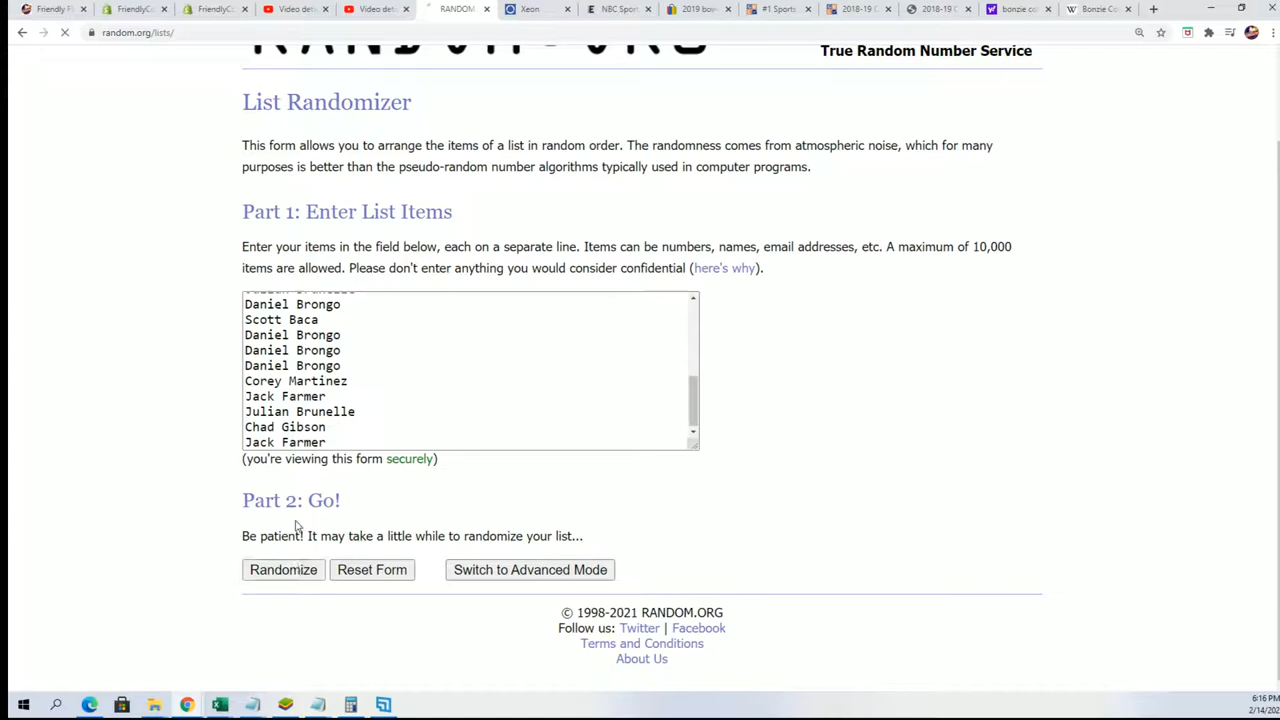 Friendly F
FriendlyCo
FriendlyCo
Video det
Video det
RANDOM
Xeon
NBC Sport
2019 bow
#1 Sports
2018-19 C
2018-19 C
bonzie co
Bonzie Co
random.org/lists/
RANDOM.ORG
True Random Number Service
List Randomizer
This form allows you to arrange the items of a list in random order. The randomness comes from atmospheric noise, which for many
purposes is better than the pseudo-random number algorithms typically used in computer programs.
Part 1: Enter List Items
Enter your items in the field below, each on a separate line. Items can be numbers, names, email addresses, etc. A maximum of 10,000
items are allowed. Please don't enter anything you would consider confidential (here's why).
Daniel Brongo
Scott Baca
Daniel Brongo
Daniel Brongo
Daniel Brongo
Corey Martinez
Jack Farmer
Julian Brunelle
Chad Gibson
Jack Farmer
(you're viewing this form securely)
Part 2: Go!
Be patient! It may take a little while to randomize your list...
Randomize Reset Form Switch to Advanced Mode
© 1998-2021 RANDOM.ORG
Follow us: Twitter | Facebook
Terms and Conditions
About Us
6:16 PM
2/14/202